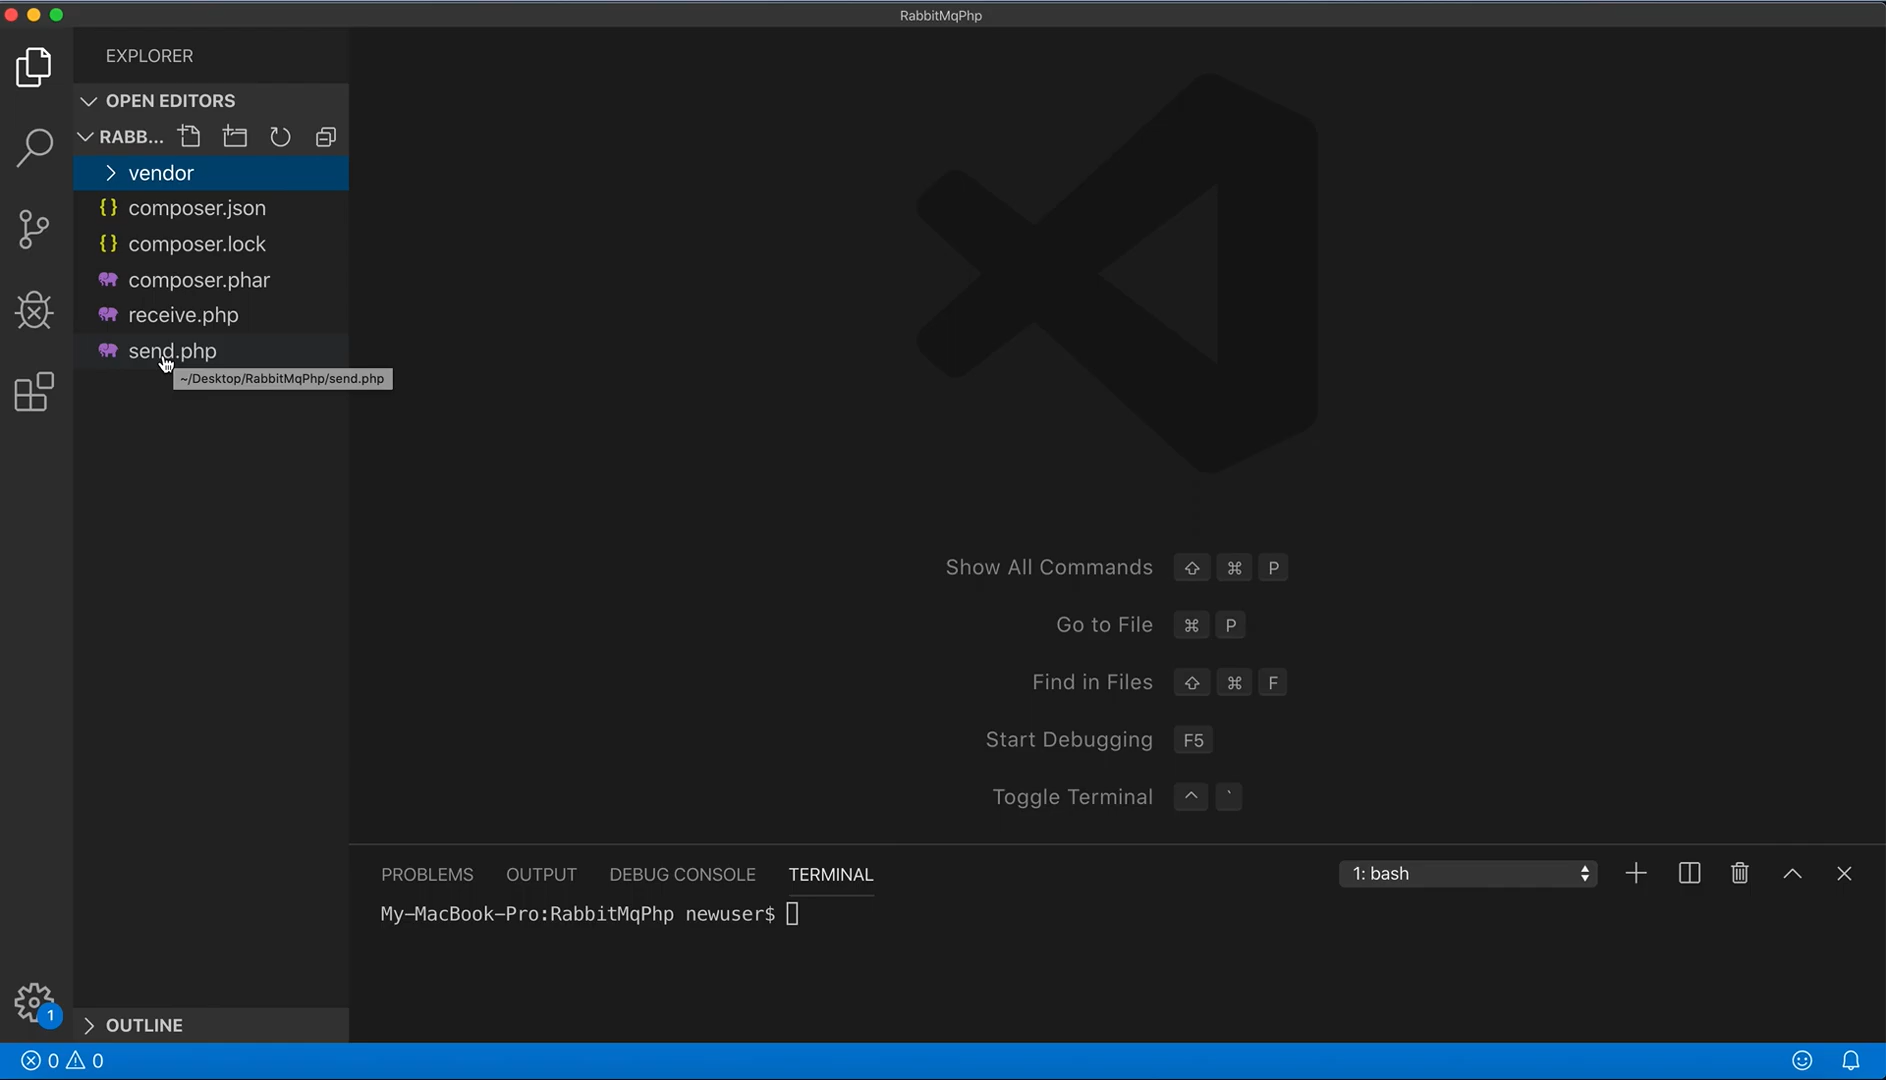 RabbitMqPhp
EXPLORER
OPEN EDITORS
RABB...
vendor
{} composer.json
{} composer.lock
composer.phar
receive.php
send.php
~/Desktop/RabbitMqPhp/send.php
Show All Commands ⇧ ⌘ P
Go to File ⌘ P
Find in Files ⇧ ⌘ F
Start Debugging F5
Toggle Terminal ^ `
PROBLEMS OUTPUT DEBUG CONSOLE TERMINAL 1: bash
My-MacBook-Pro:RabbitMqPhp newuser$
1
OUTLINE
0 0